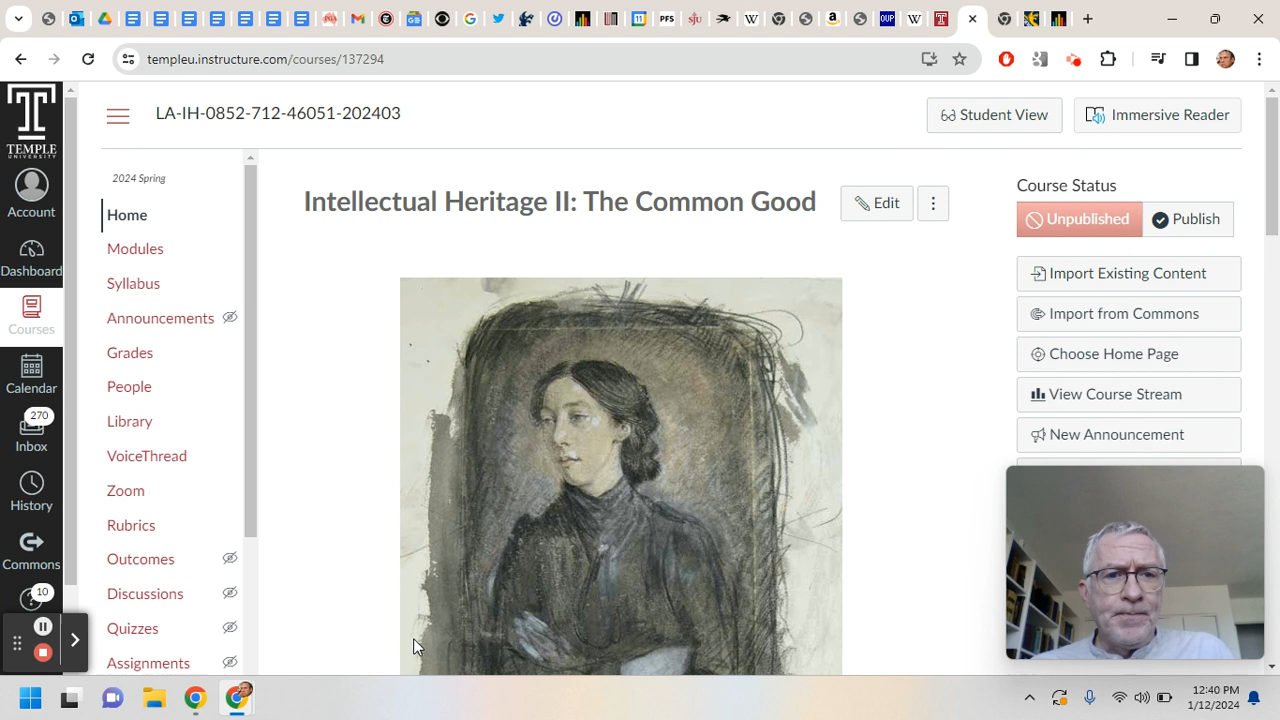 PFS
sju
W
OUP
W
T
templeu.instructure.com/courses/137294
TEMPLE
UNIVERSITY
Account
Dashboard
Courses
Calendar
270
Inbox
History
Commons
10
LA-IH-0852-712-46051-202403
Student View
Immersive Reader
2024 Spring
Home
Modules
Syllabus
Announcements
Grades
People
Library
VoiceThread
Zoom
Rubrics
Outcomes
Discussions
Quizzes
Assignments
Intellectual Heritage II: The Common Good
Edit
Course Status
Unpublished
Publish
Import Existing Content
Import from Commons
Choose Home Page
View Course Stream
New Announcement
12:40 PM
1/12/2024